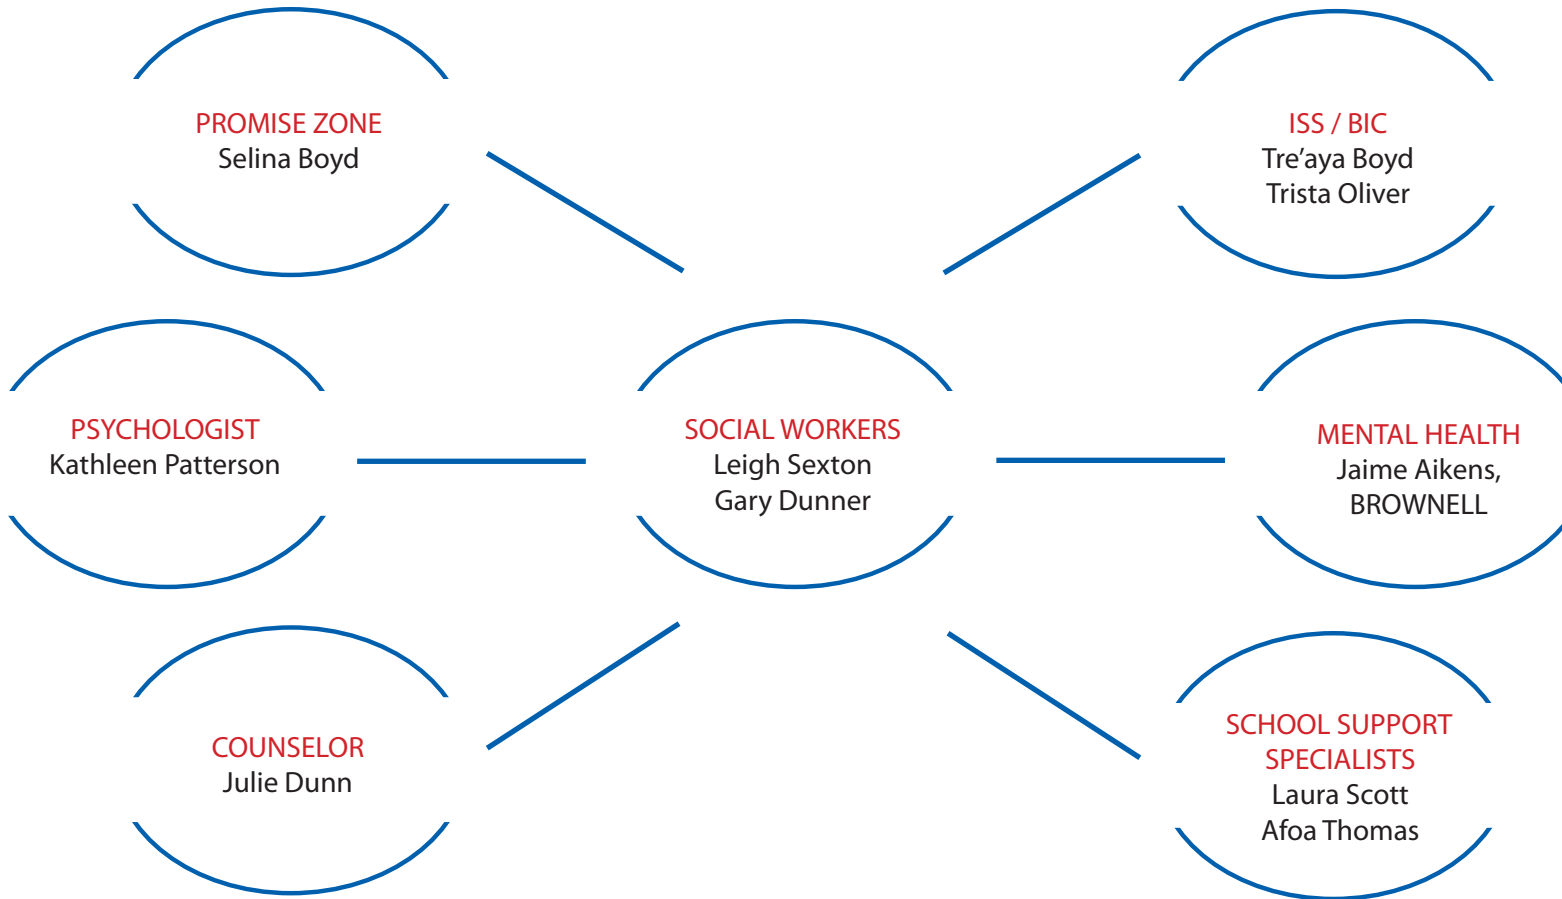 PROMISE ZONE
Selina Boyd
ISS / BIC
Tre’aya Boyd
Trista Oliver
PSYCHOLOGIST
Kathleen Patterson
SOCIAL WORKERS
Leigh Sexton
Gary Dunner
MENTAL HEALTH
Jaime Aikens,
BROWNELL
COUNSELOR
Julie Dunn
SCHOOL SUPPORT
SPECIALISTS
Laura Scott
Afoa Thomas